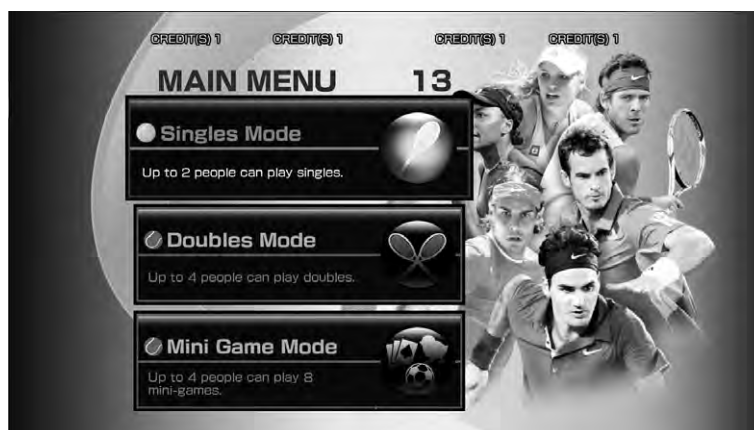 CREDIT(S) 1 CREDIT(S) 1 CREDIT(S) 1 CREDIT(S) 1
MAIN MENU 13
Singles Mode
Up to 2 people can play singles.
Doubles Mode
Up to 4 people can play doubles.
Mini Game Mode
Up to 4 people can play 8
mini-games.